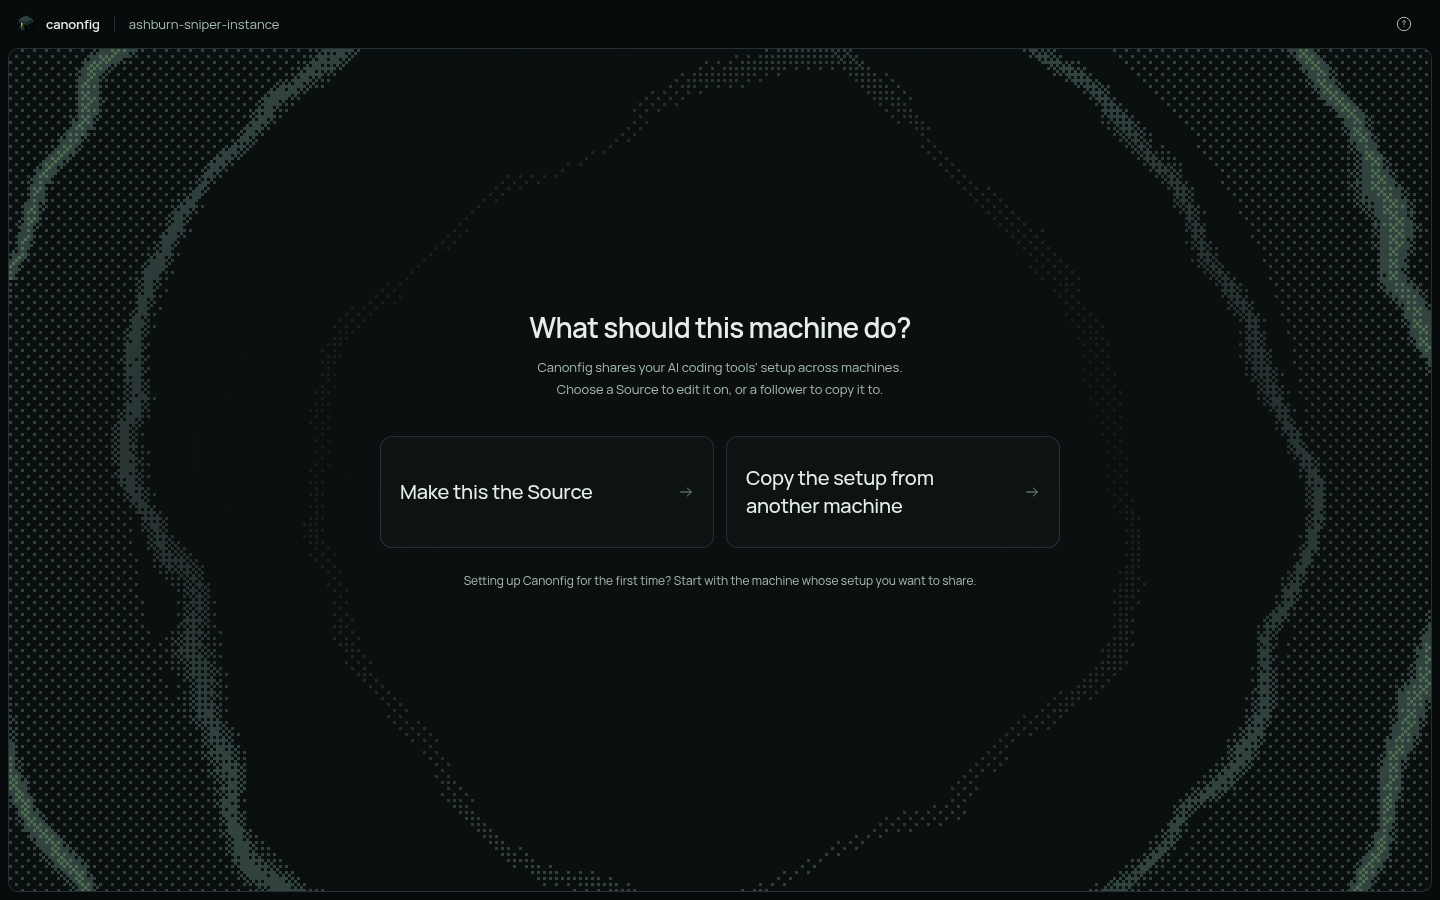 canonfig
ashburn-sniper-instance
What should this machine do?
Canonfig shares your AI coding tools' setup across machines.
Choose a Source to edit it on, or a follower to copy it to.
Make this the Source
Copy the setup from
another machine
Setting up Canonfig for the first time? Start with the machine whose setup you want to share.